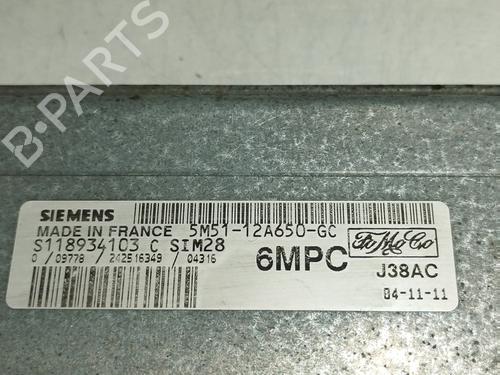 B-PARTS
SIEMENS
MADE IN FRANCE 5M51-12A650-GC
S118934103 C SIM28
0 / 09778 / 242516349 / 04316
6MPC
FoMoCo
J38AC
04-11-11